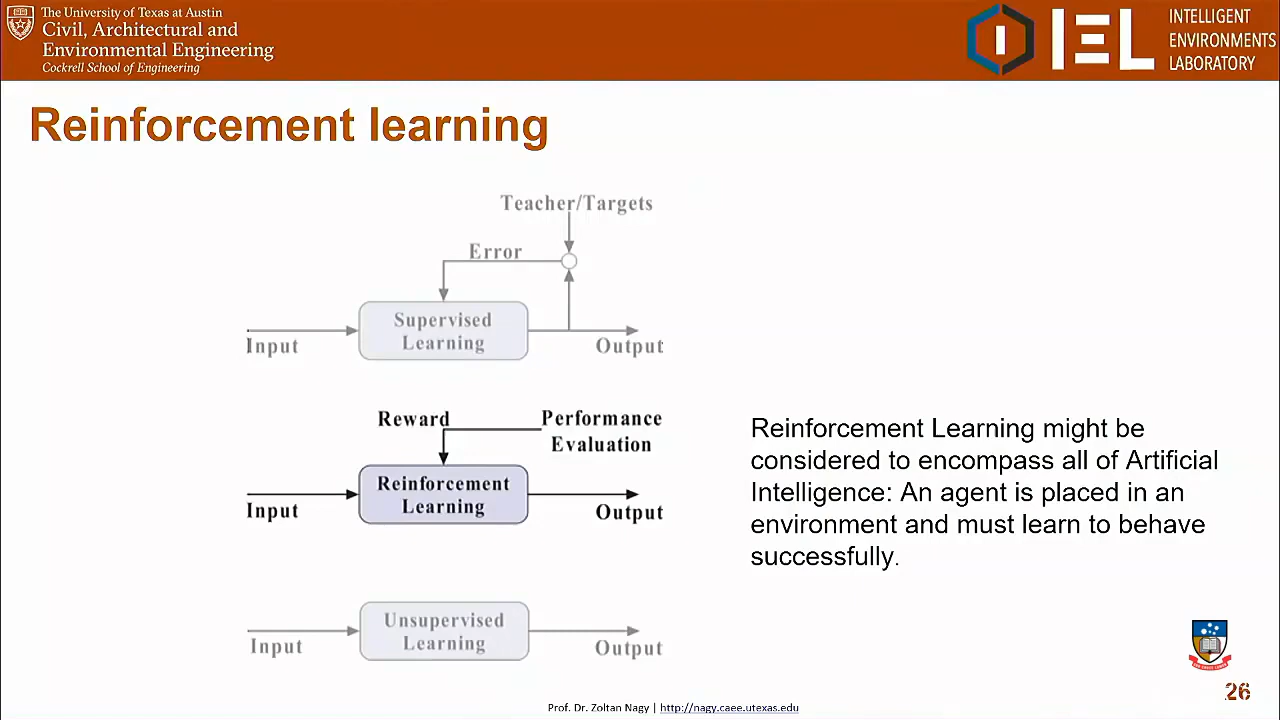 The University of Texas at Austin
Civil, Architectural and
Environmental Engineering
Cockrell School of Engineering
I
IEL
INTELLIGENT
ENVIRONMENTS
LABORATORY
Reinforcement learning
Teacher/Targets
Error
Supervised
Learning
Input
Output
Reward
Performance
Evaluation
Reinforcement
Learning
Input
Output
Reinforcement Learning might be
considered to encompass all of Artificial
Intelligence: An agent is placed in an
environment and must learn to behave
successfully.
Unsupervised
Learning
Input
Output
26
Prof. Dr. Zoltan Nagy | http://nagy.caee.utexas.edu